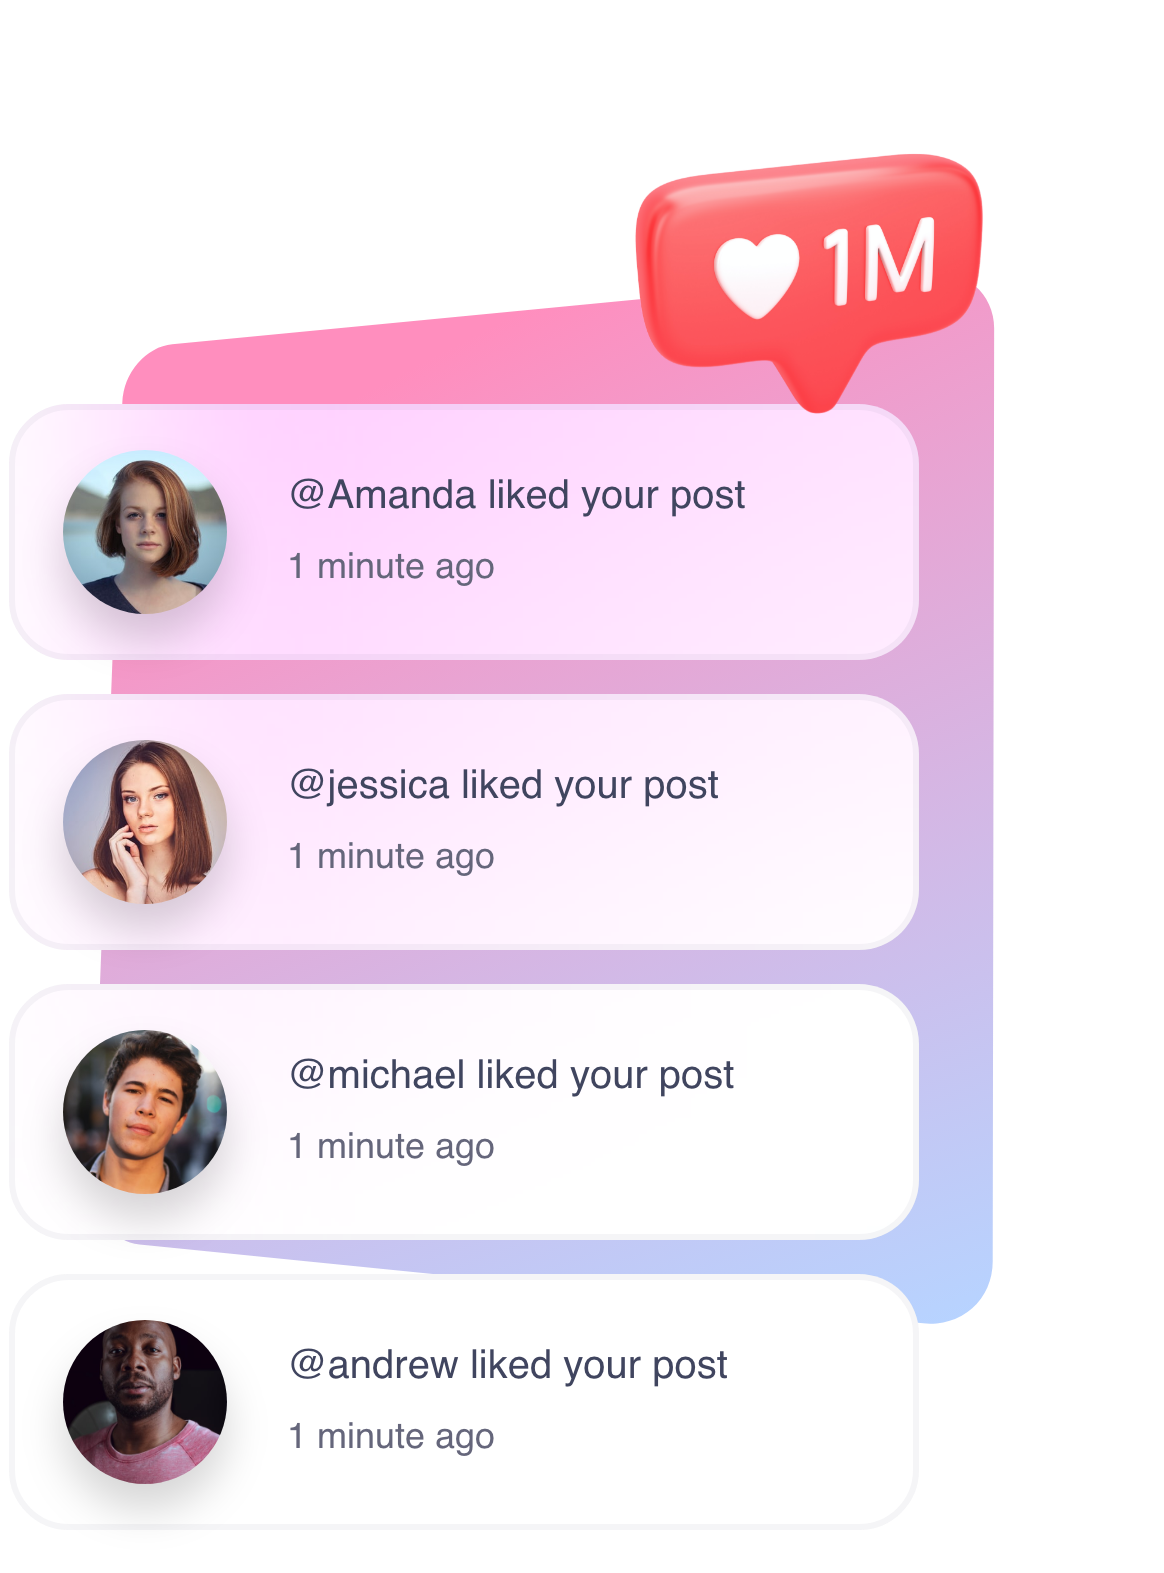 1M
@Amanda liked your post
1 minute ago
@jessica liked your post
1 minute ago
@michael liked your post
1 minute ago
@andrew liked your post
1 minute ago